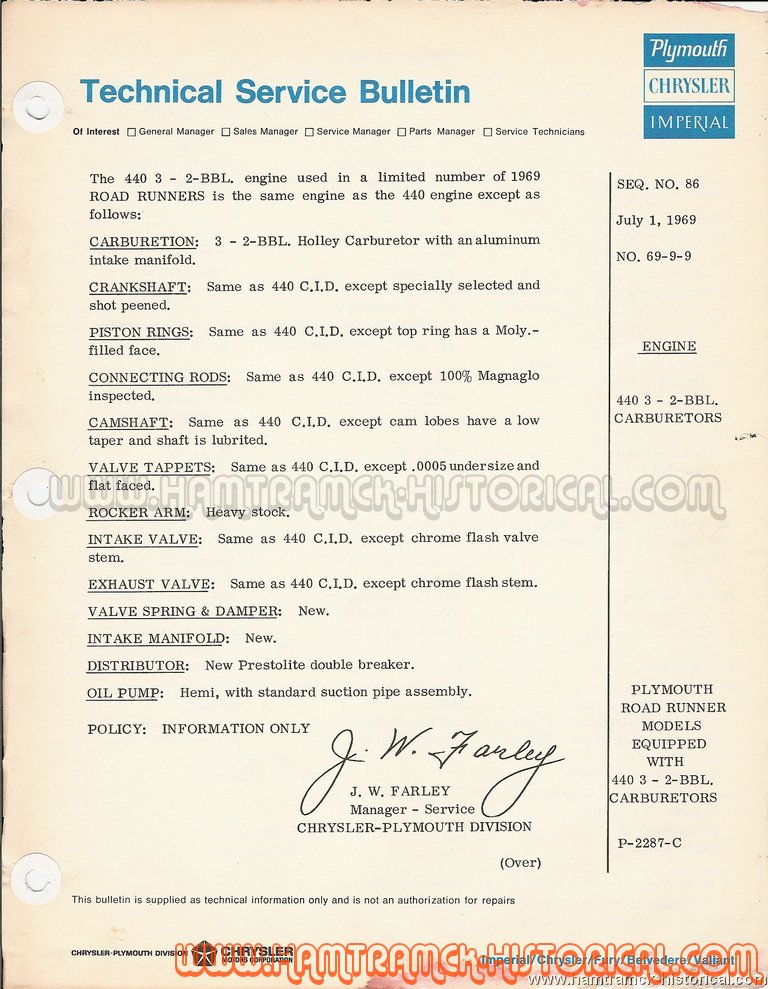 Plymouth
CHRYSLER
IMPERIAL
Technical Service Bulletin
Of Interest General Manager Sales Manager Service Manager Parts Manager Service Technicians
The 440 3 - 2-BBL. engine used in a limited number of 1969
ROAD RUNNERS is the same engine as the 440 engine except as
follows:
CARBURETION: 3 - 2-BBL. Holley Carburetor with an aluminum
intake manifold.
CRANKSHAFT: Same as 440 C.I.D. except specially selected and
shot peened.
PISTON RINGS: Same as 440 C.I.D. except top ring has a Moly.-
filled face.
CONNECTING RODS: Same as 440 C.I.D. except 100% Magnaglo
inspected.
CAMSHAFT: Same as 440 C.I.D. except cam lobes have a low
taper and shaft is lubrited.
VALVE TAPPETS: Same as 440 C.I.D. except .0005 undersize and
flat faced.
www.HAMTRAMCK-HISTORICAL.com
ROCKER ARM: Heavy stock.
INTAKE VALVE: Same as 440 C.I.D. except chrome flash valve
stem.
EXHAUST VALVE: Same as 440 C.I.D. except chrome flash stem.
VALVE SPRING & DAMPER: New.
INTAKE MANIFOLD: New.
DISTRIBUTOR: New Prestolite double breaker.
OIL PUMP: Hemi, with standard suction pipe assembly.
POLICY: INFORMATION ONLY
J. W. Farley
J. W. FARLEY
Manager - Service
CHRYSLER-PLYMOUTH DIVISION
(Over)
SEQ. NO. 86
July 1, 1969
NO. 69-9-9
ENGINE
440 3 - 2-BBL.
CARBURETORS
PLYMOUTH
ROAD RUNNER
MODELS
EQUIPPED
WITH
440 3 - 2-BBL.
CARBURETORS
P-2287-C
This bulletin is supplied as technical information only and is not an authorization for repairs
CHRYSLER-PLYMOUTH DIVISION CHRYSLER
MOTORS CORPORATION
Imperial/Chrysler/Fury/Belvedere/Valiant
www.HAMTRAMCK-HISTORICAL.com
www.hamtramck-historical.com